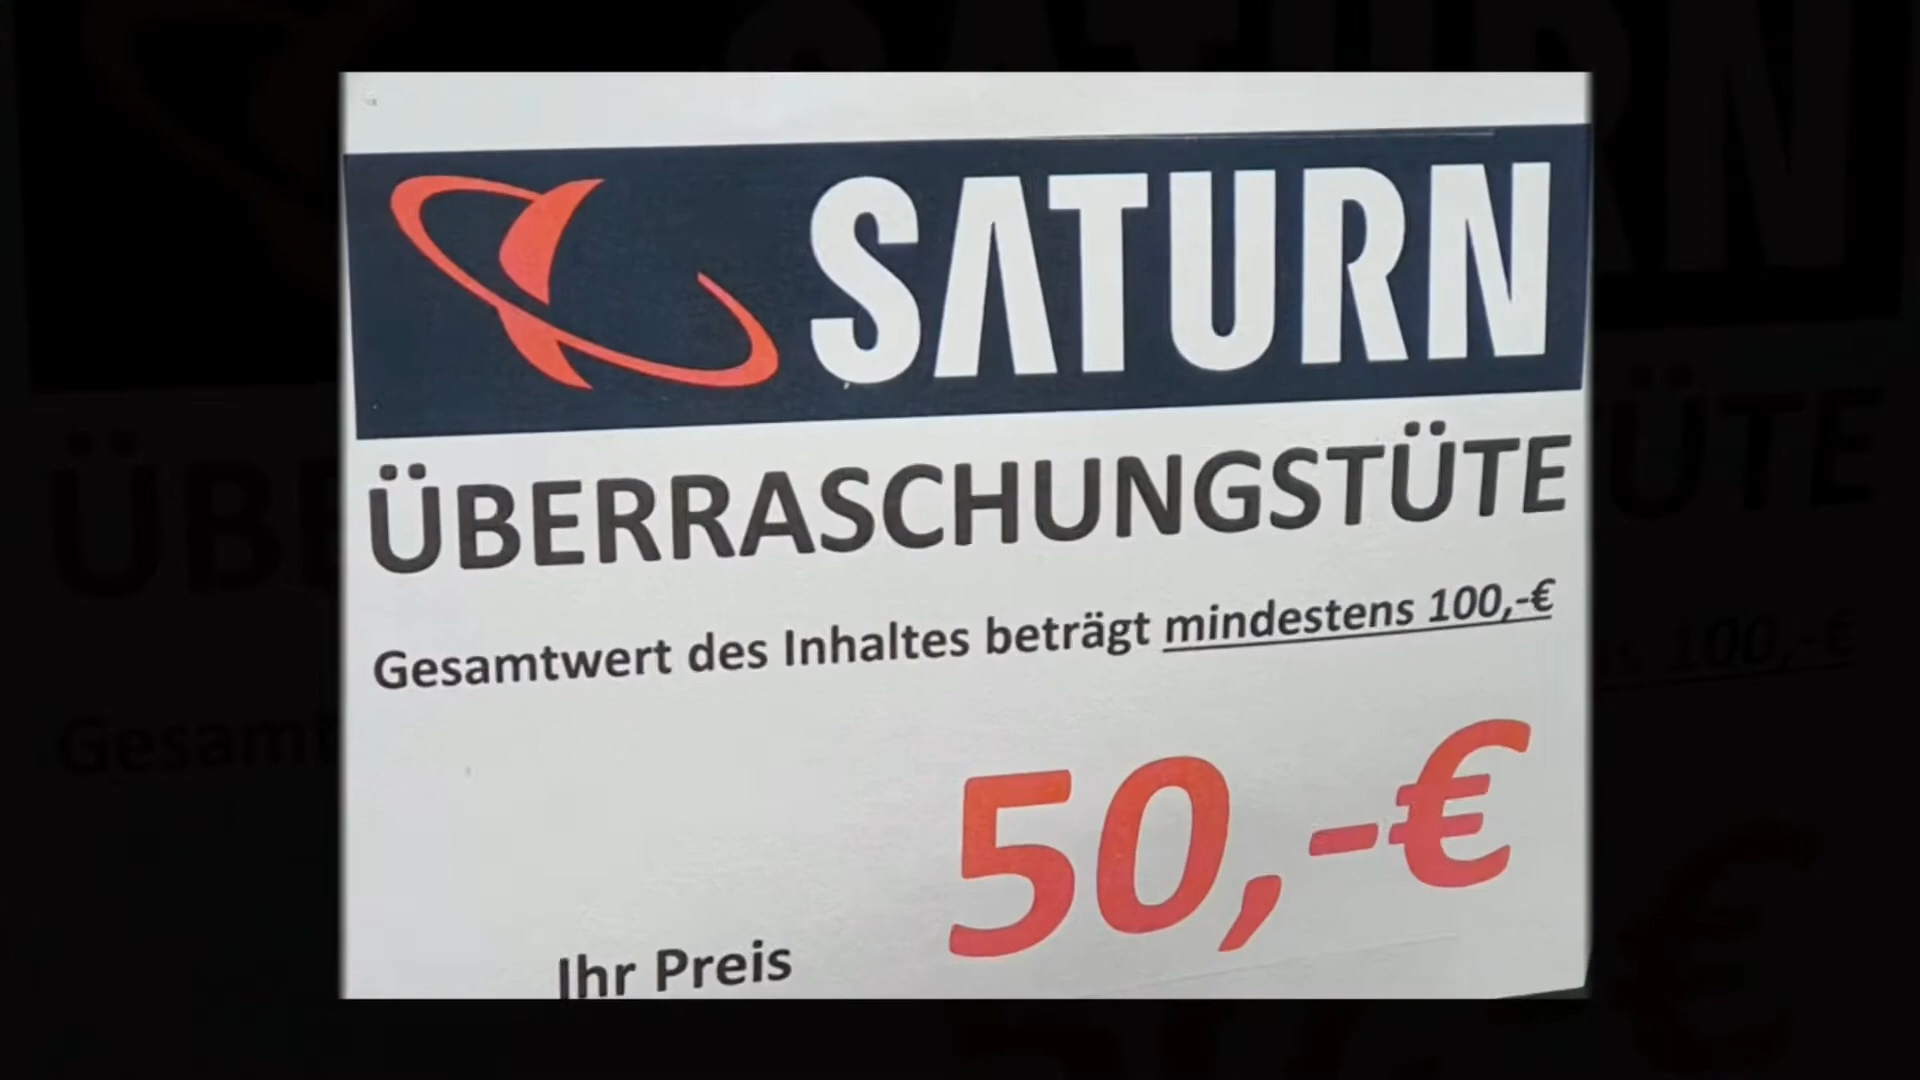 SATURN
ÜBERRASCHUNGSTÜTE
Gesamtwert des Inhaltes beträgt mindestens 100,-€
50,-€
Ihr Preis